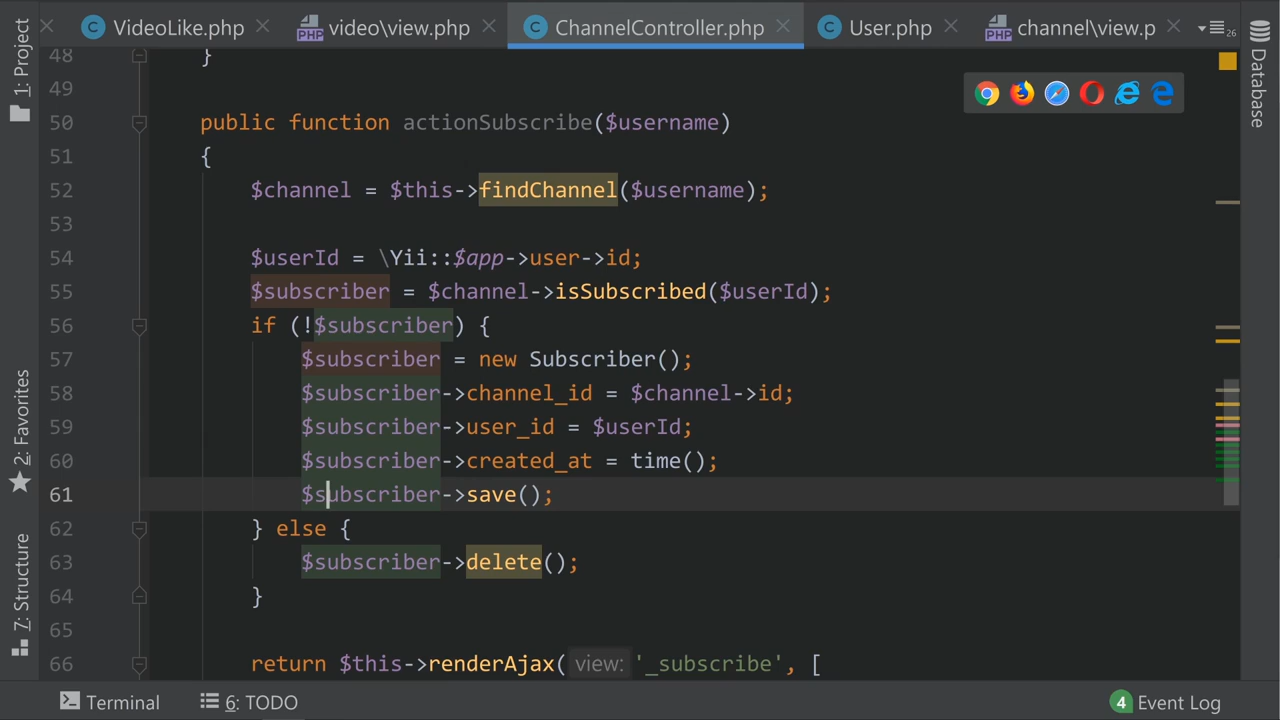 1: Project
2: Favorites
7: Structure
VideoLike.php
PHP
video\view.php
ChannelController.php
User.php
PHP
channel\view.p
26
Database
48 }
49
50 public function actionSubscribe($username)
51 {
52 $channel = $this->findChannel($username);
53
54 $userId = \Yii::$app->user->id;
55 $subscriber = $channel->isSubscribed($userId);
56 if (!$subscriber) {
57 $subscriber = new Subscriber();
58 $subscriber->channel_id = $channel->id;
59 $subscriber->user_id = $userId;
60 $subscriber->created_at = time();
61 $subscriber->save();
62 } else {
63 $subscriber->delete();
64 }
65
66 return $this->renderAjax( view: '_subscribe', [
Terminal
6: TODO
4 Event Log